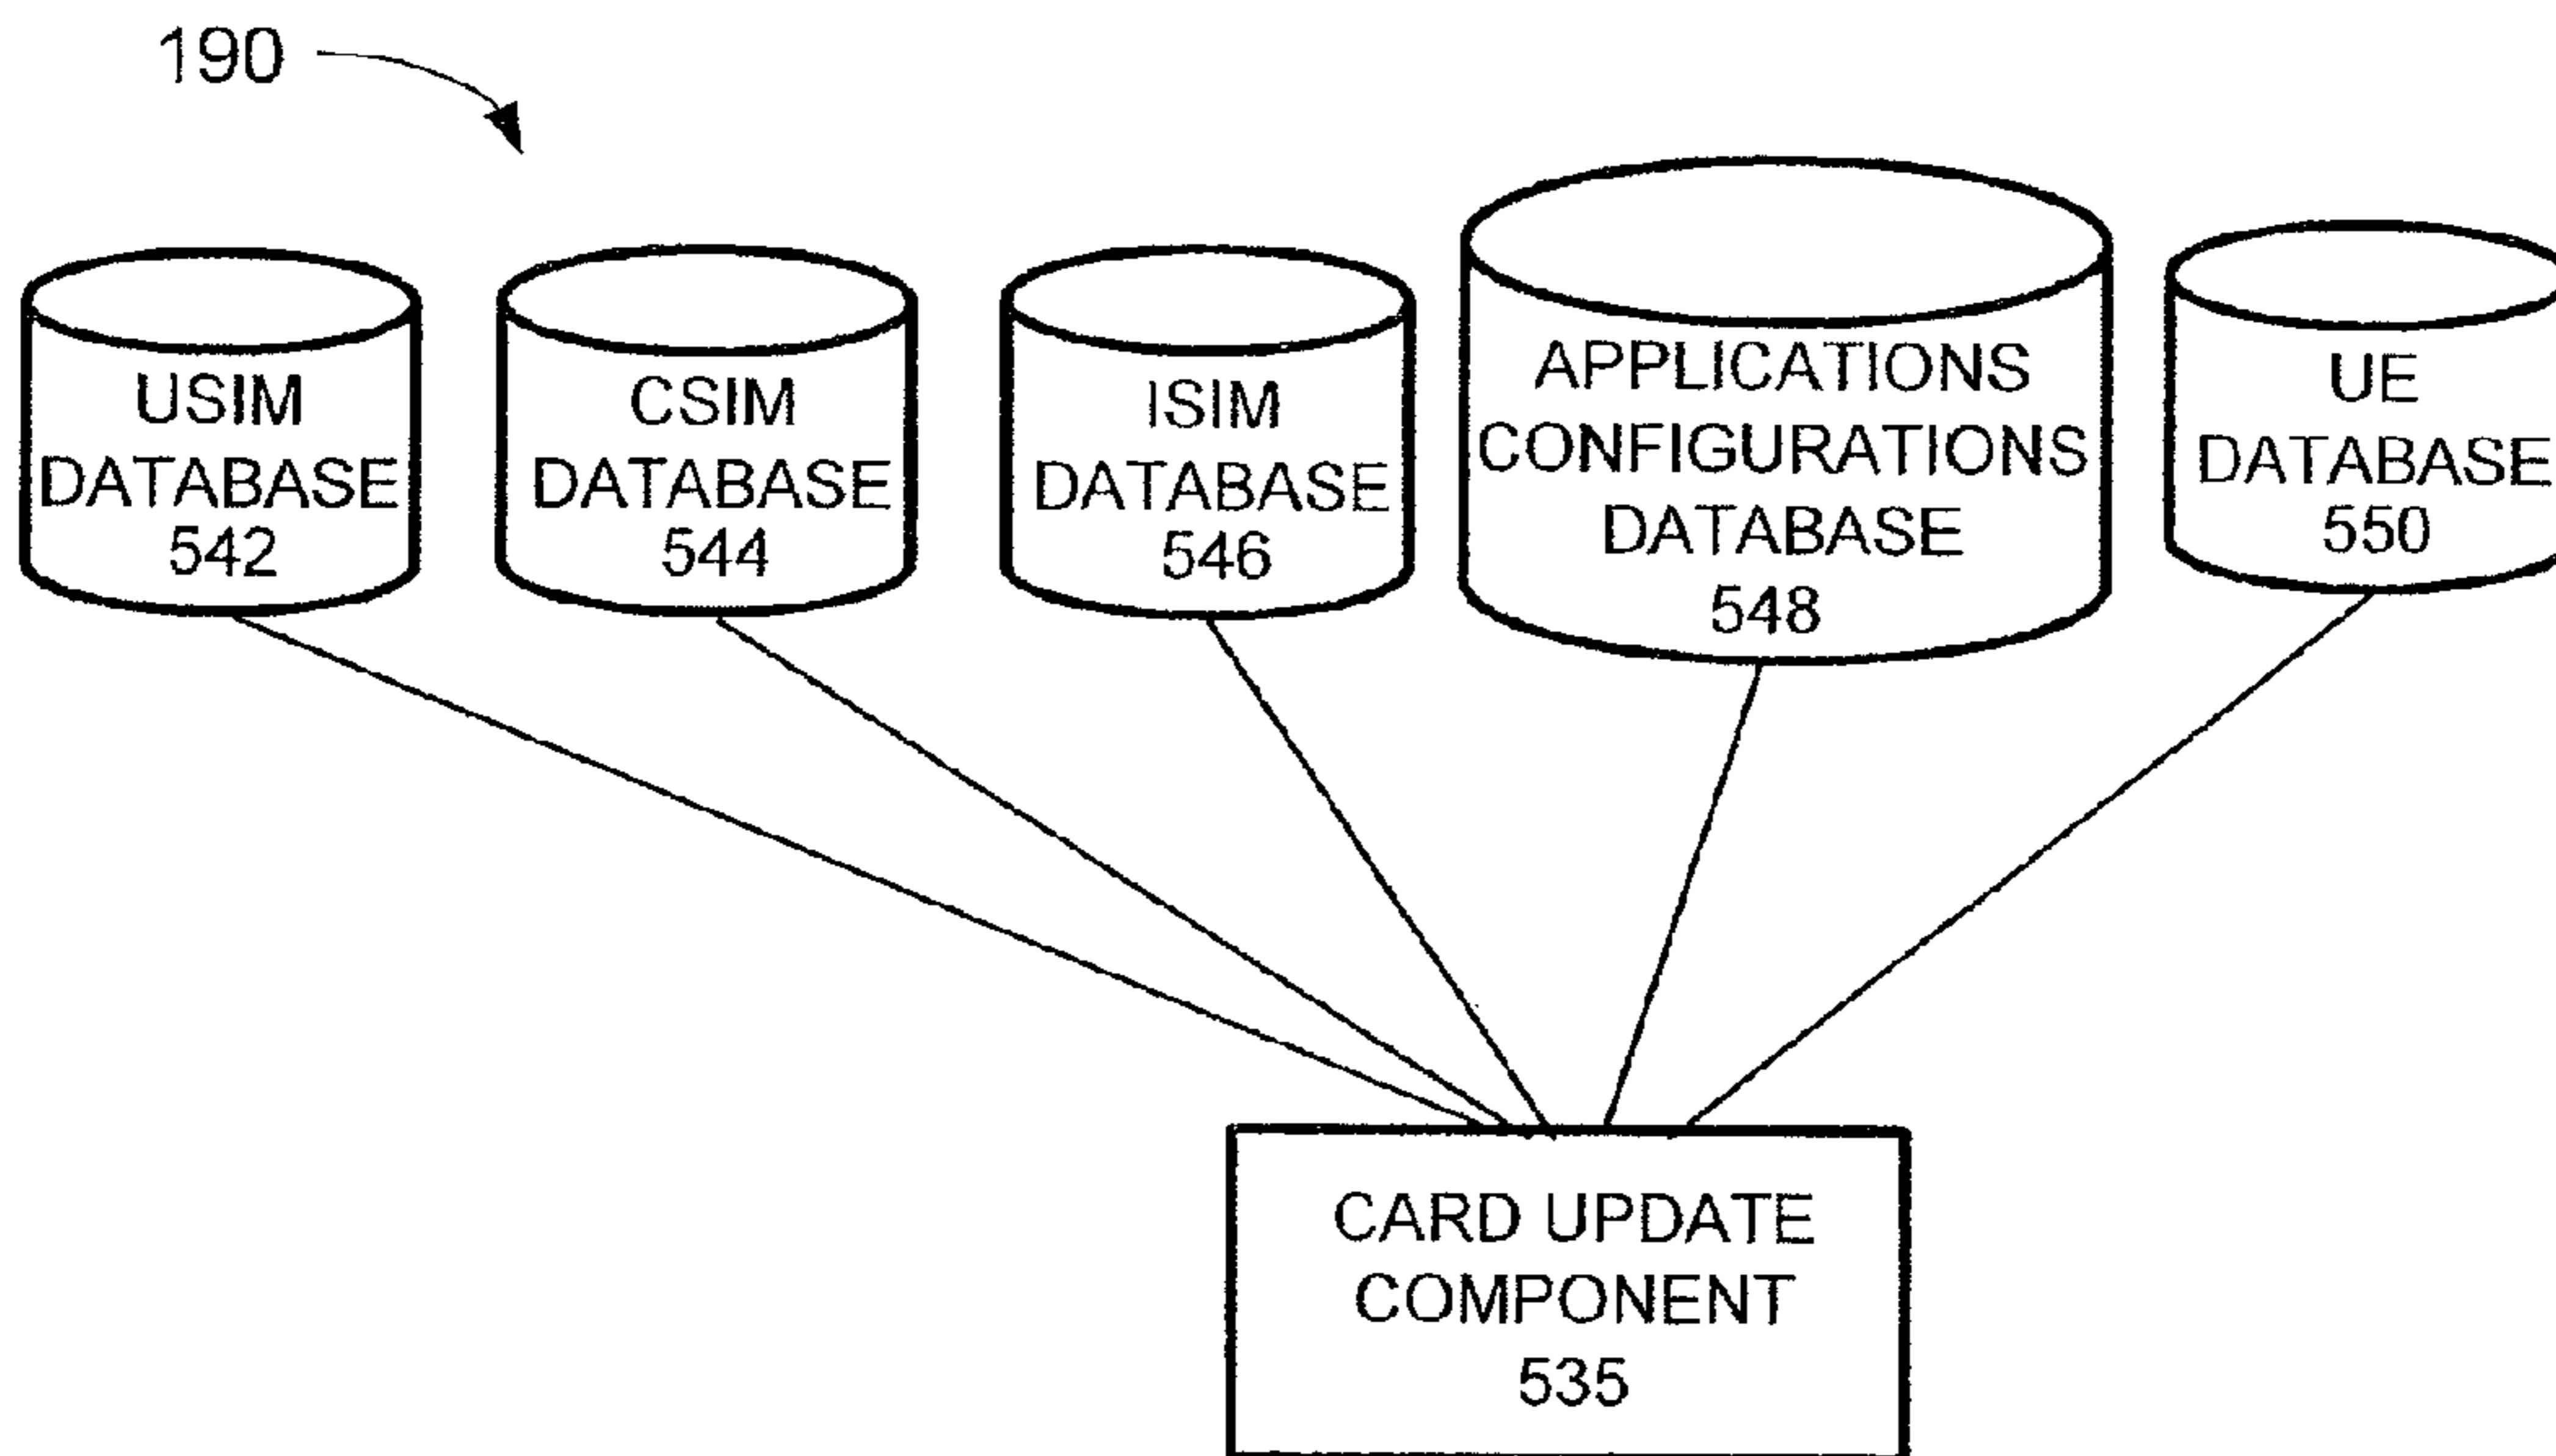 190
USIM
DATABASE
542
CSIM
DATABASE
544
ISIM
DATABASE
546
APPLICATIONS
CONFIGURATIONS
DATABASE
548
UE
DATABASE
550
CARD UPDATE
COMPONENT
535